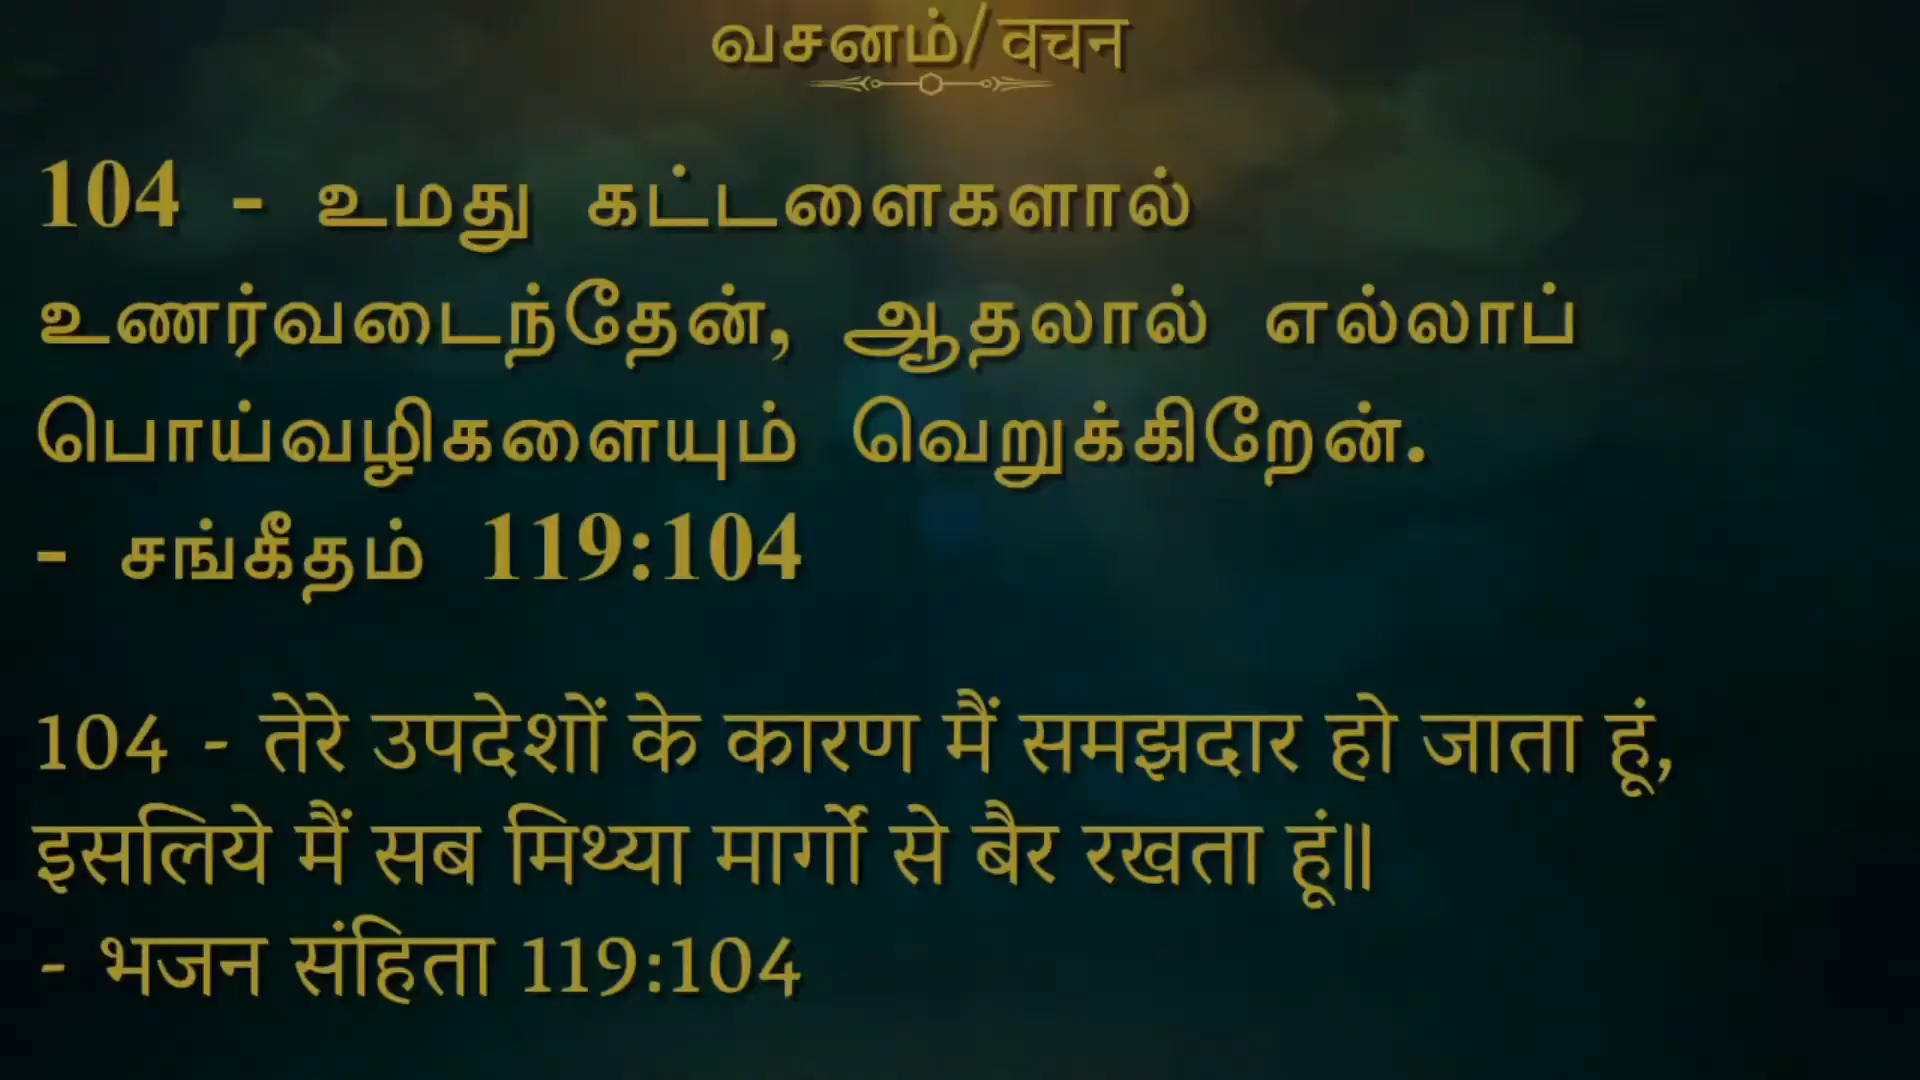 வசனம்/वचन
104 - உமது கட்டளைகளால்
உணர்வடைந்தேன், ஆதலால் எல்லாப்
பொய்வழிகளையும் வெறுக்கிறேன்.
- சங்கீதம் 119:104
104 - तेरे उपदेशों के कारण मैं समझदार हो जाता हूं,
इसलिये मैं सब मिथ्या मार्गो से बैर रखता हूं॥
- भजन संहिता 119:104